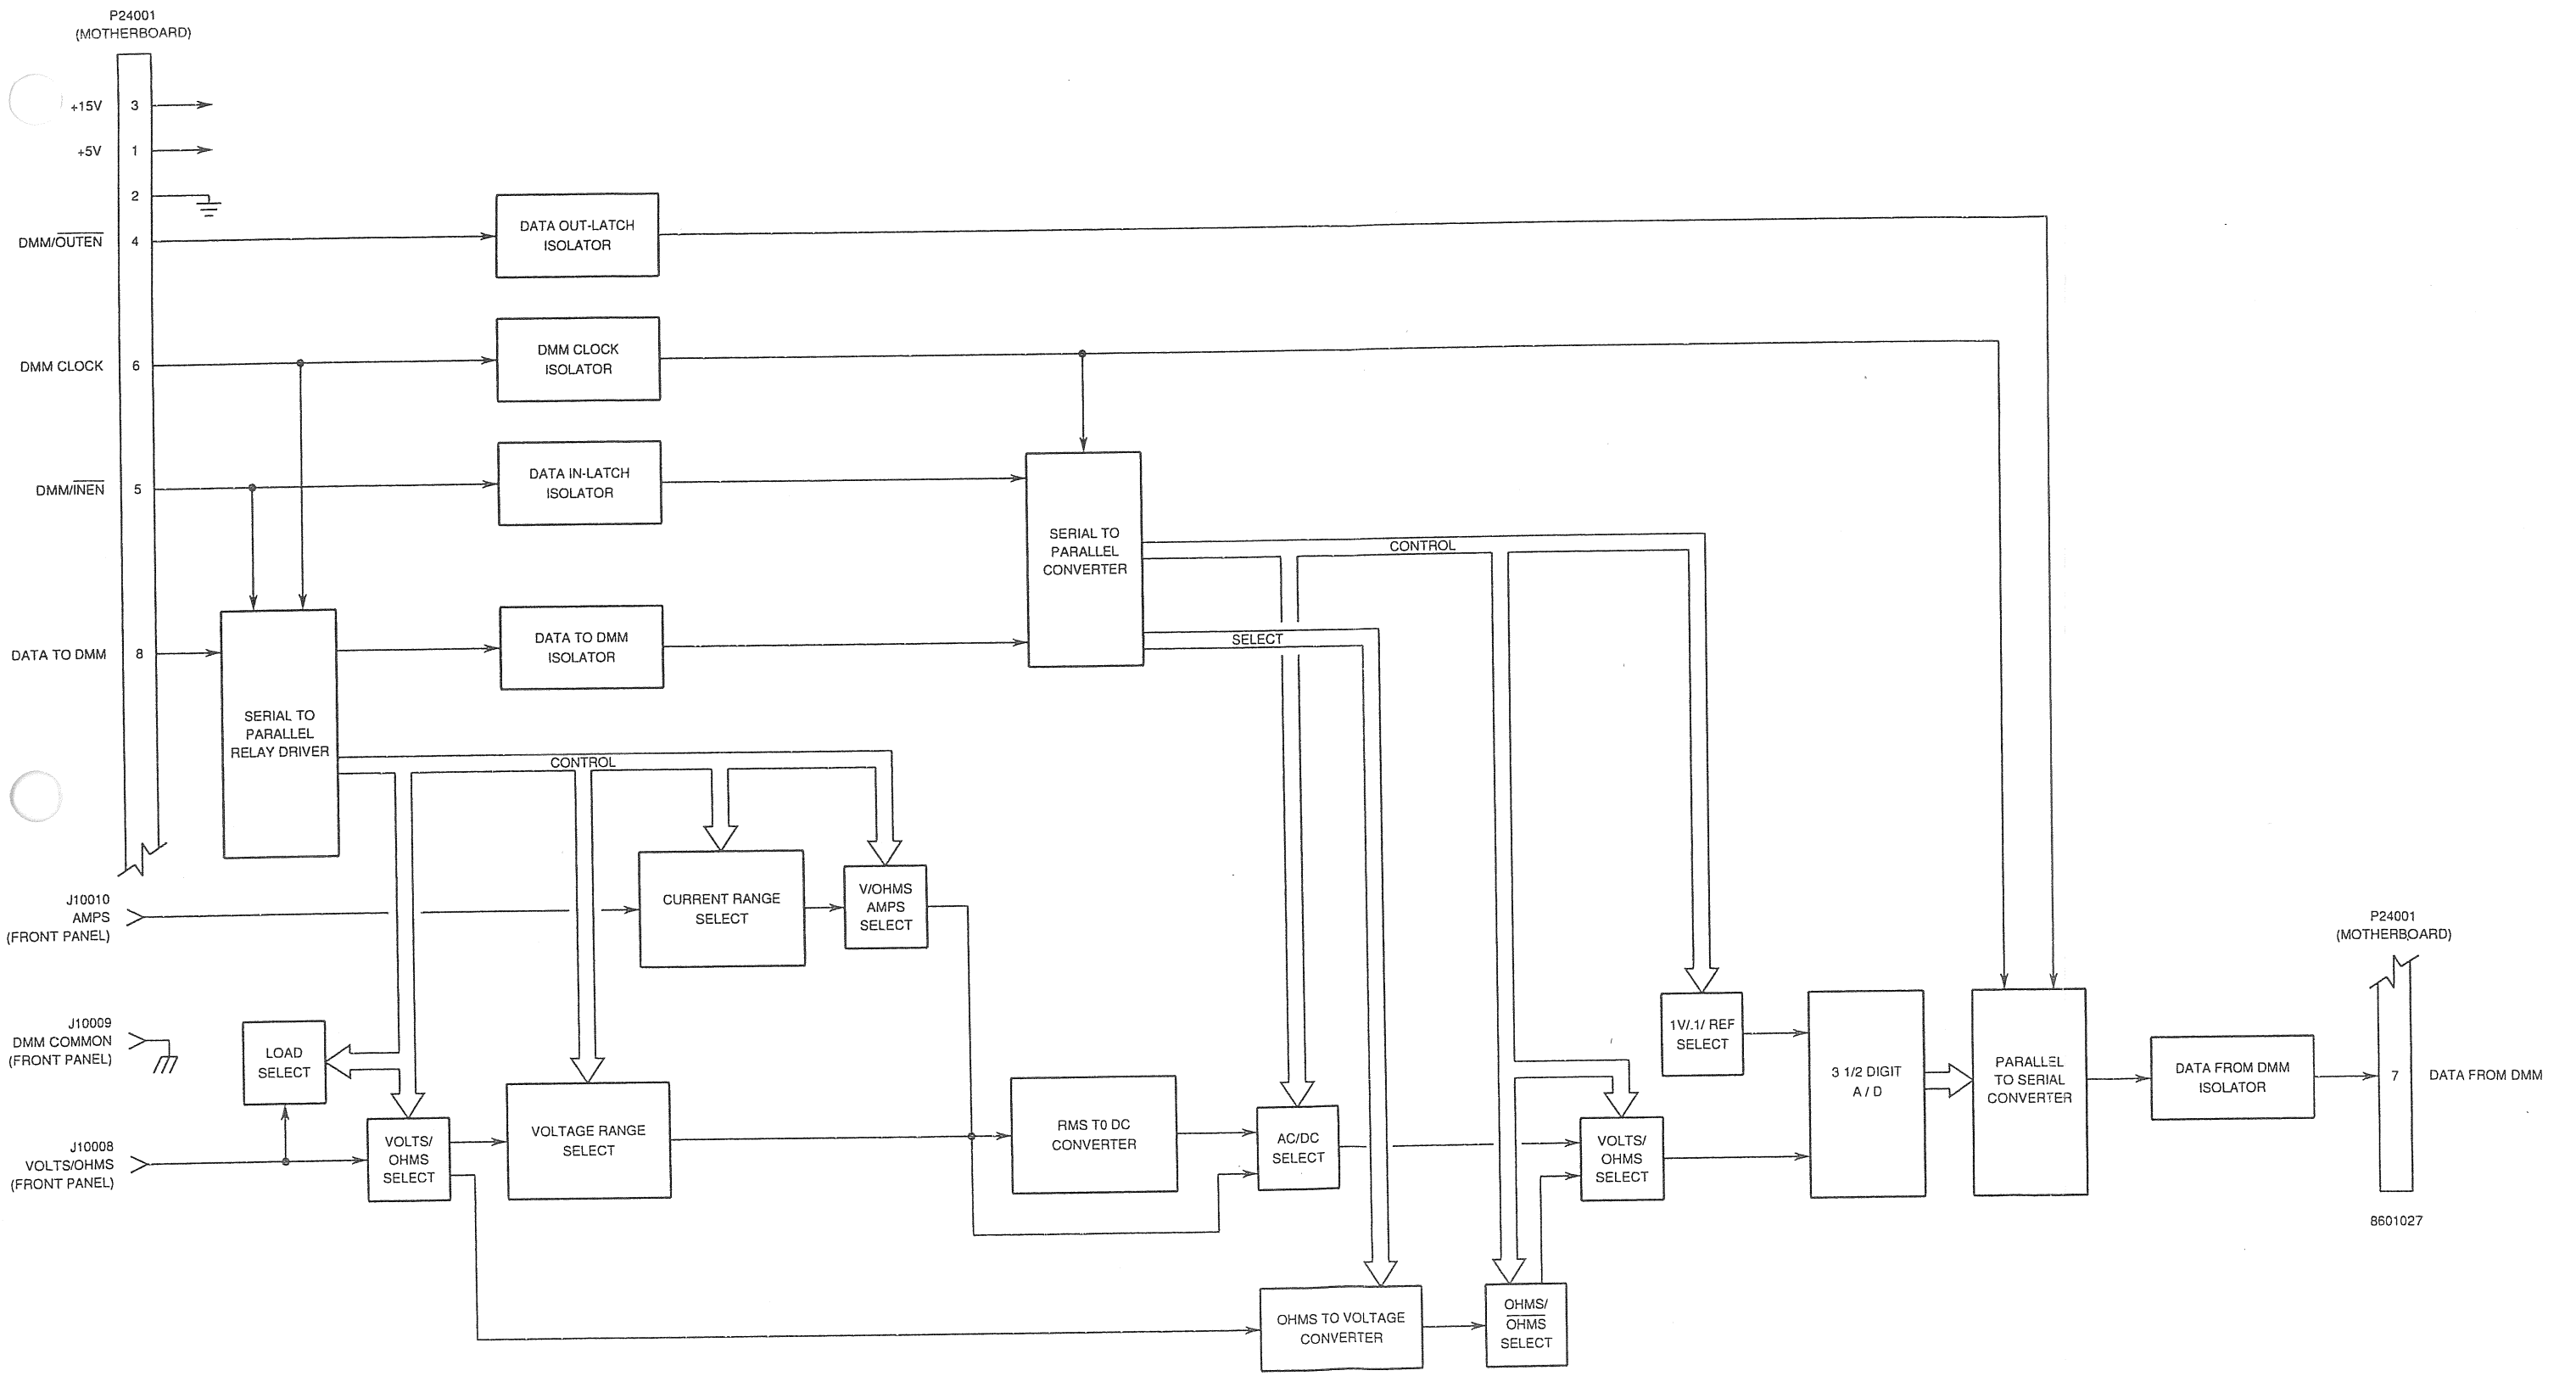 P24001
(MOTHERBOARD)
+15V 3
+5V 1
2
DMM/OUTEN 4
DATA OUT-LATCH
ISOLATOR
DMM CLOCK 6
DMM CLOCK
ISOLATOR
DMM/INEN 5
DATA IN-LATCH
ISOLATOR
SERIAL TO
PARALLEL
CONVERTER
CONTROL
SELECT
DATA TO DMM 8
DATA TO DMM
ISOLATOR
SERIAL TO
PARALLEL
RELAY DRIVER
CONTROL
J10010
AMPS
(FRONT PANEL)
CURRENT RANGE
SELECT
V/OHMS
AMPS
SELECT
J10009
DMM COMMON
(FRONT PANEL)
LOAD
SELECT
J10008
VOLTS/OHMS
(FRONT PANEL)
VOLTS/
OHMS
SELECT
VOLTAGE RANGE
SELECT
RMS T0 DC
CONVERTER
AC/DC
SELECT
OHMS TO VOLTAGE
CONVERTER
OHMS/
OHMS
SELECT
VOLTS/
OHMS
SELECT
1V/.1/ REF
SELECT
3 1/2 DIGIT
A / D
PARALLEL
TO SERIAL
CONVERTER
DATA FROM DMM
ISOLATOR
P24001
(MOTHERBOARD)
7 DATA FROM DMM
8601027